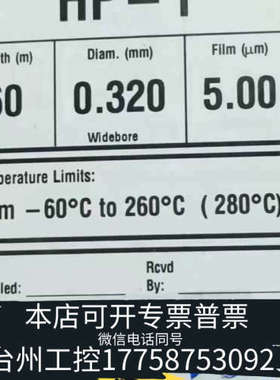 HP-1
th (m)
Diam. (mm)
Film (μm)
60
0.320
5.00
Widebore
perature Limits:
m -60°C to 260°C ( 280°C)
Rcvd
led:
By:
本店可开专票普票
微信电话同号
台州工控17758753092